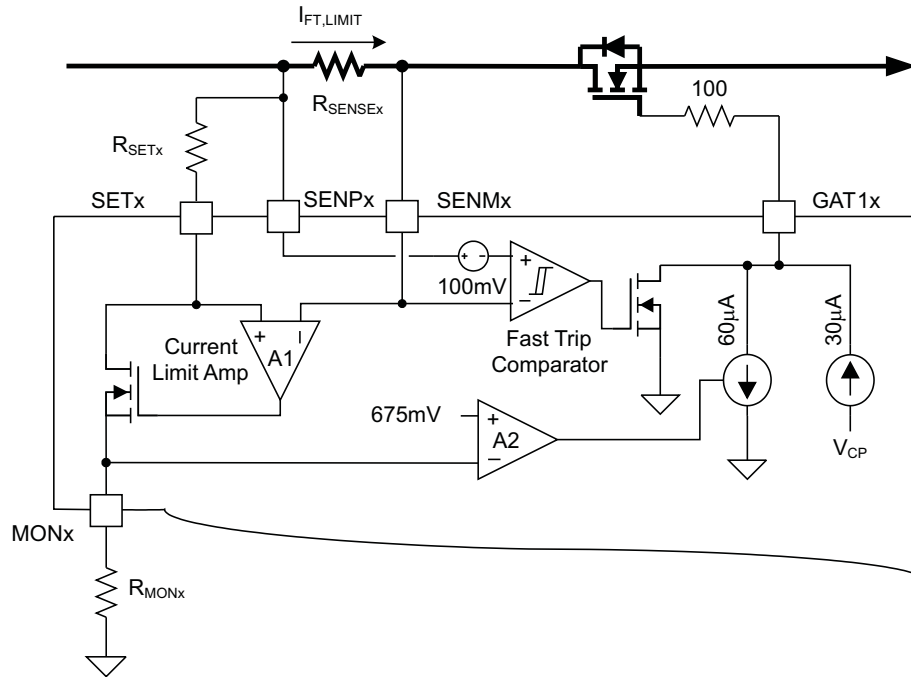 I_FT,LIMIT
R_SENSEx
100
R_SETx
SETx
SENPx
SENMx
GAT1x
+ -
100mV
+
−
Fast Trip
Comparator
60µA
30µA
+ −
A1
Current
Limit Amp
675mV
+
A2
−
V_CP
MONx
R_MONx